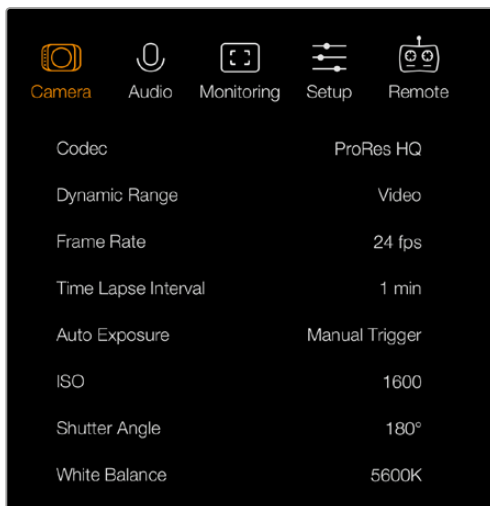 Camera Audio Monitoring Setup Remote
Codec ProRes HQ
Dynamic Range Video
Frame Rate 24 fps
Time Lapse Interval 1 min
Auto Exposure Manual Trigger
ISO 1600
Shutter Angle 180°
White Balance 5600K